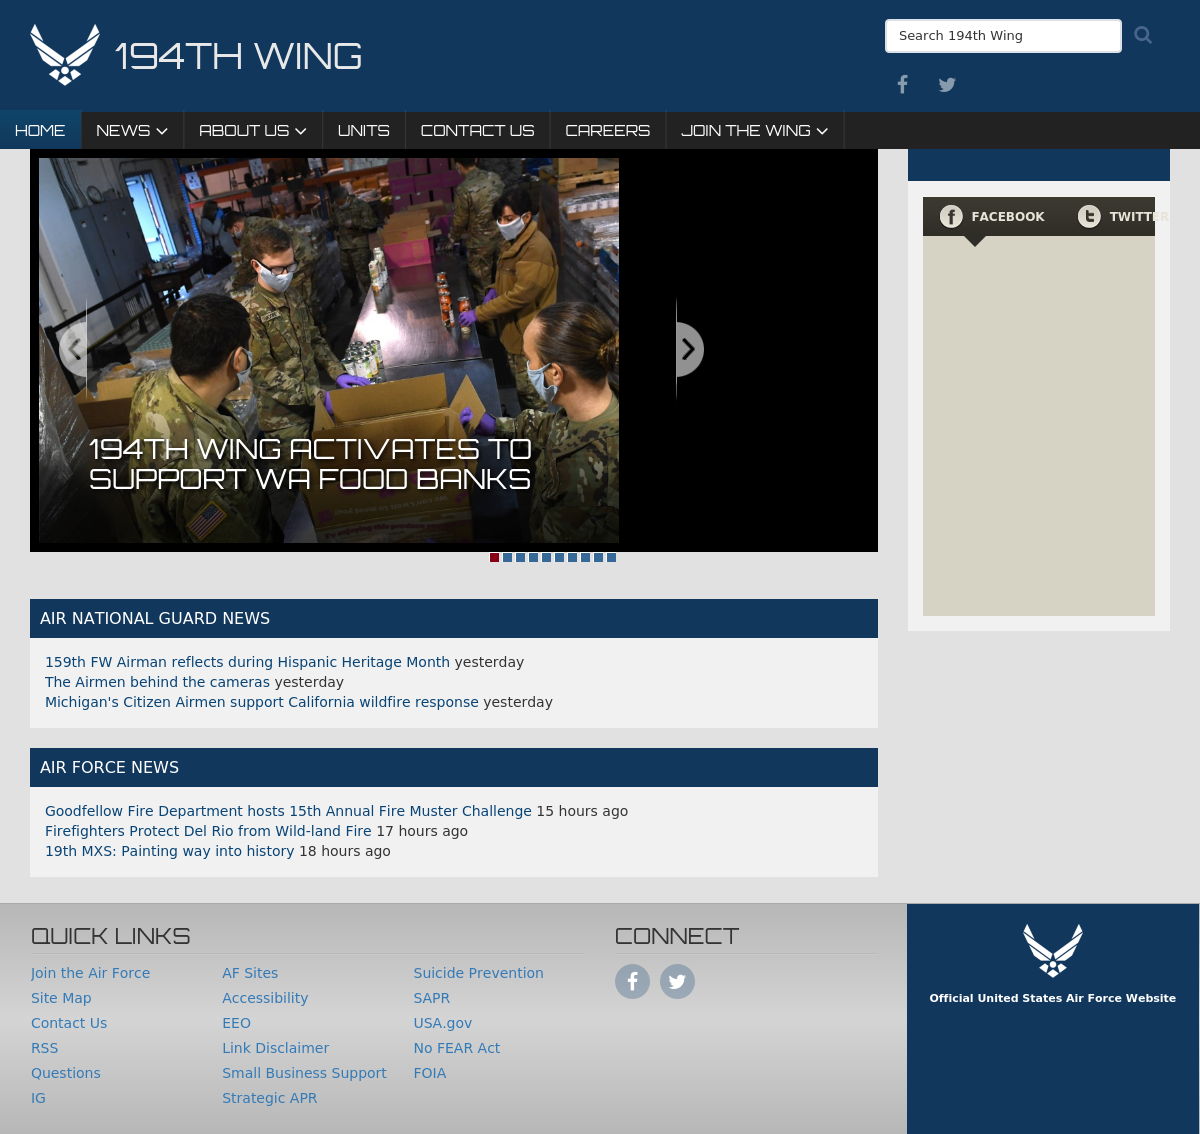 194TH WING
Search 194th Wing
HOME
NEWS
ABOUT US
UNITS
CONTACT US
CAREERS
JOIN THE WING
FACEBOOK
TWITTER
194TH WING ACTIVATES TO
SUPPORT WA FOOD BANKS
AIR NATIONAL GUARD NEWS
159th FW Airman reflects during Hispanic Heritage Month yesterday
The Airmen behind the cameras yesterday
Michigan's Citizen Airmen support California wildfire response yesterday
AIR FORCE NEWS
Goodfellow Fire Department hosts 15th Annual Fire Muster Challenge 15 hours ago
Firefighters Protect Del Rio from Wild-land Fire 17 hours ago
19th MXS: Painting way into history 18 hours ago
QUICK LINKS
Join the Air Force
Site Map
Contact Us
RSS
Questions
IG
AF Sites
Accessibility
EEO
Link Disclaimer
Small Business Support
Strategic APR
Suicide Prevention
SAPR
USA.gov
No FEAR Act
FOIA
CONNECT
Official United States Air Force Website